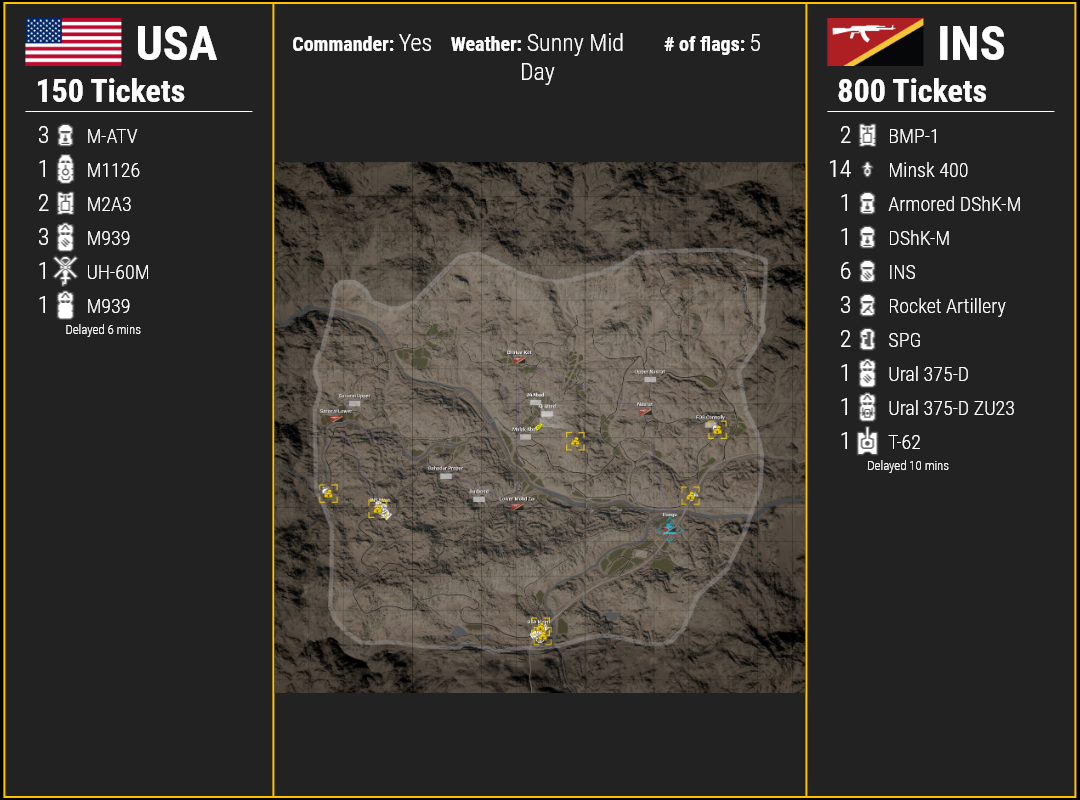 USA
150 Tickets
3 M-ATV
1 M1126
2 M2A3
3 M939
1 UH-60M
1 M939
Delayed 6 mins
Commander: Yes Weather: Sunny Mid Day # of flags: 5
INS
800 Tickets
2 BMP-1
14 Minsk 400
1 Armored DShK-M
1 DShK-M
6 INS
3 Rocket Artillery
2 SPG
1 Ural 375-D
1 Ural 375-D ZU23
1 T-62
Delayed 10 mins